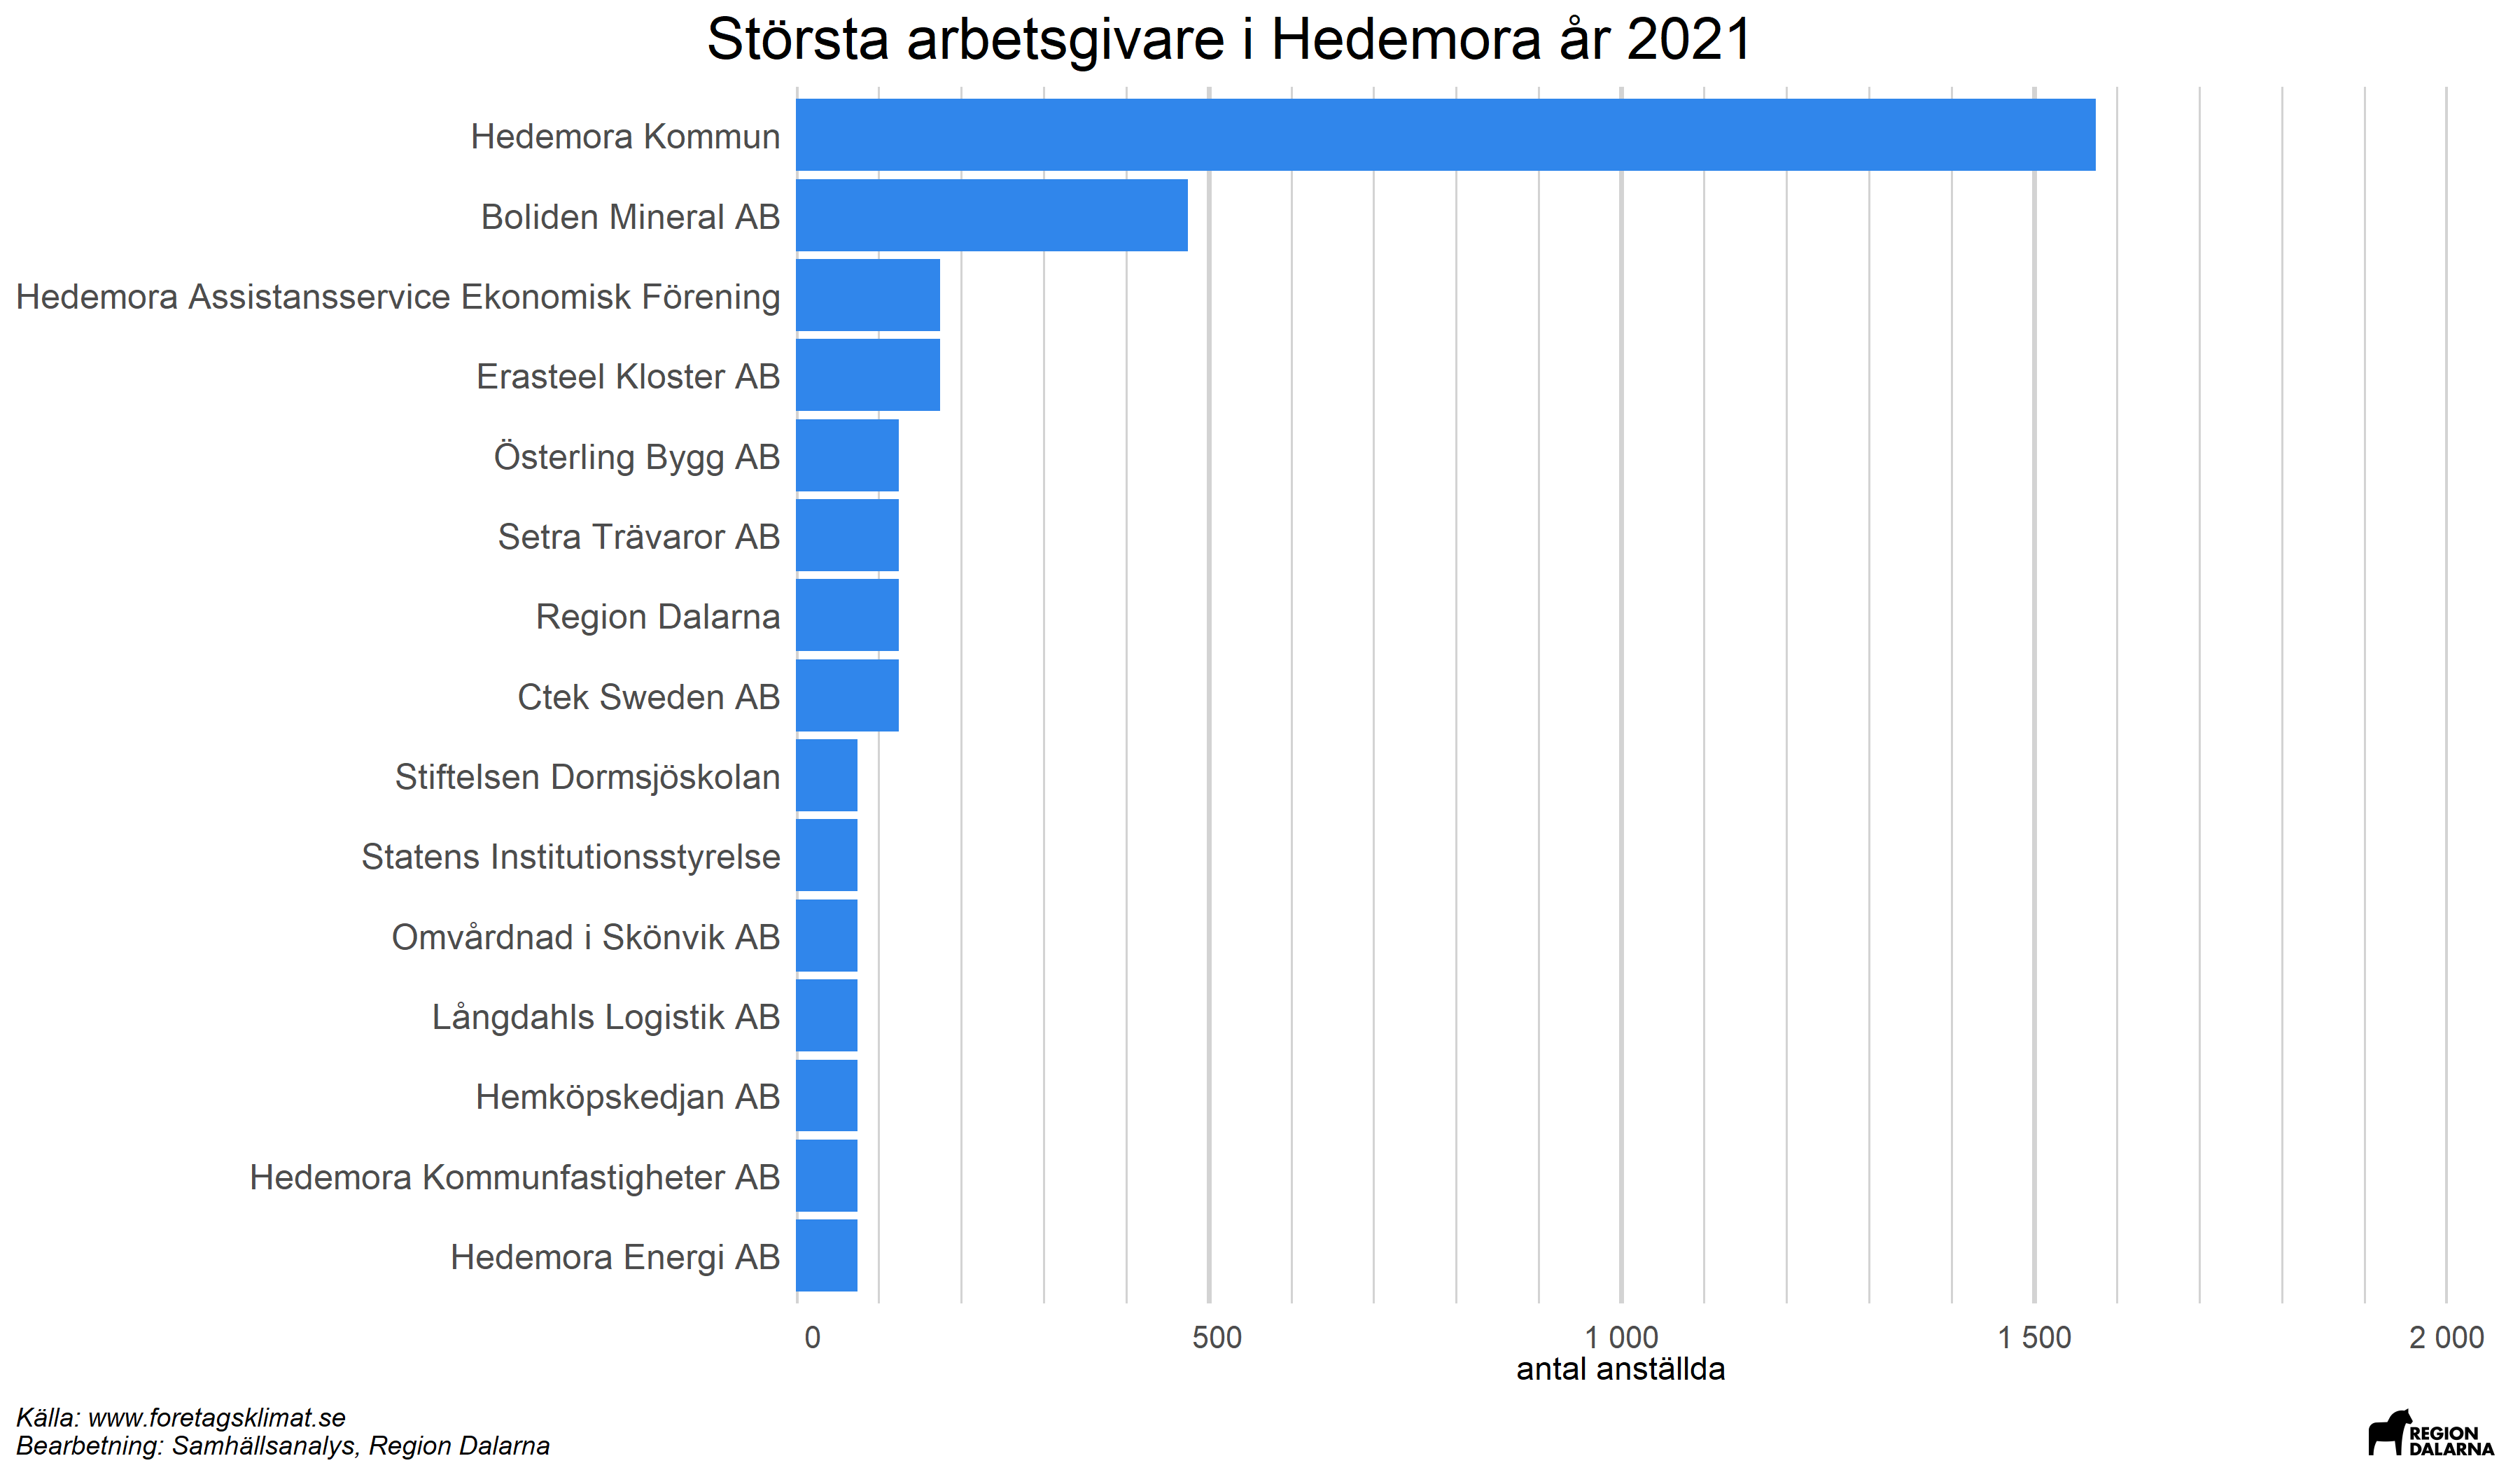 Största arbetsgivare i Hedemora år 2021
Hedemora Kommun
Boliden Mineral AB
Hedemora Assistansservice Ekonomisk Förening
Erasteel Kloster AB
Österling Bygg AB
Setra Trävaror AB
Region Dalarna
Ctek Sweden AB
Stiftelsen Dormsjöskolan
Statens Institutionsstyrelse
Omvårdnad i Skönvik AB
Långdahls Logistik AB
Hemköpskedjan AB
Hedemora Kommunfastigheter AB
Hedemora Energi AB
0 500 1 000 1 500 2 000
antal anställda
Källa: www.foretagsklimat.se
Bearbetning: Samhällsanalys, Region Dalarna
REGION
DALARNA